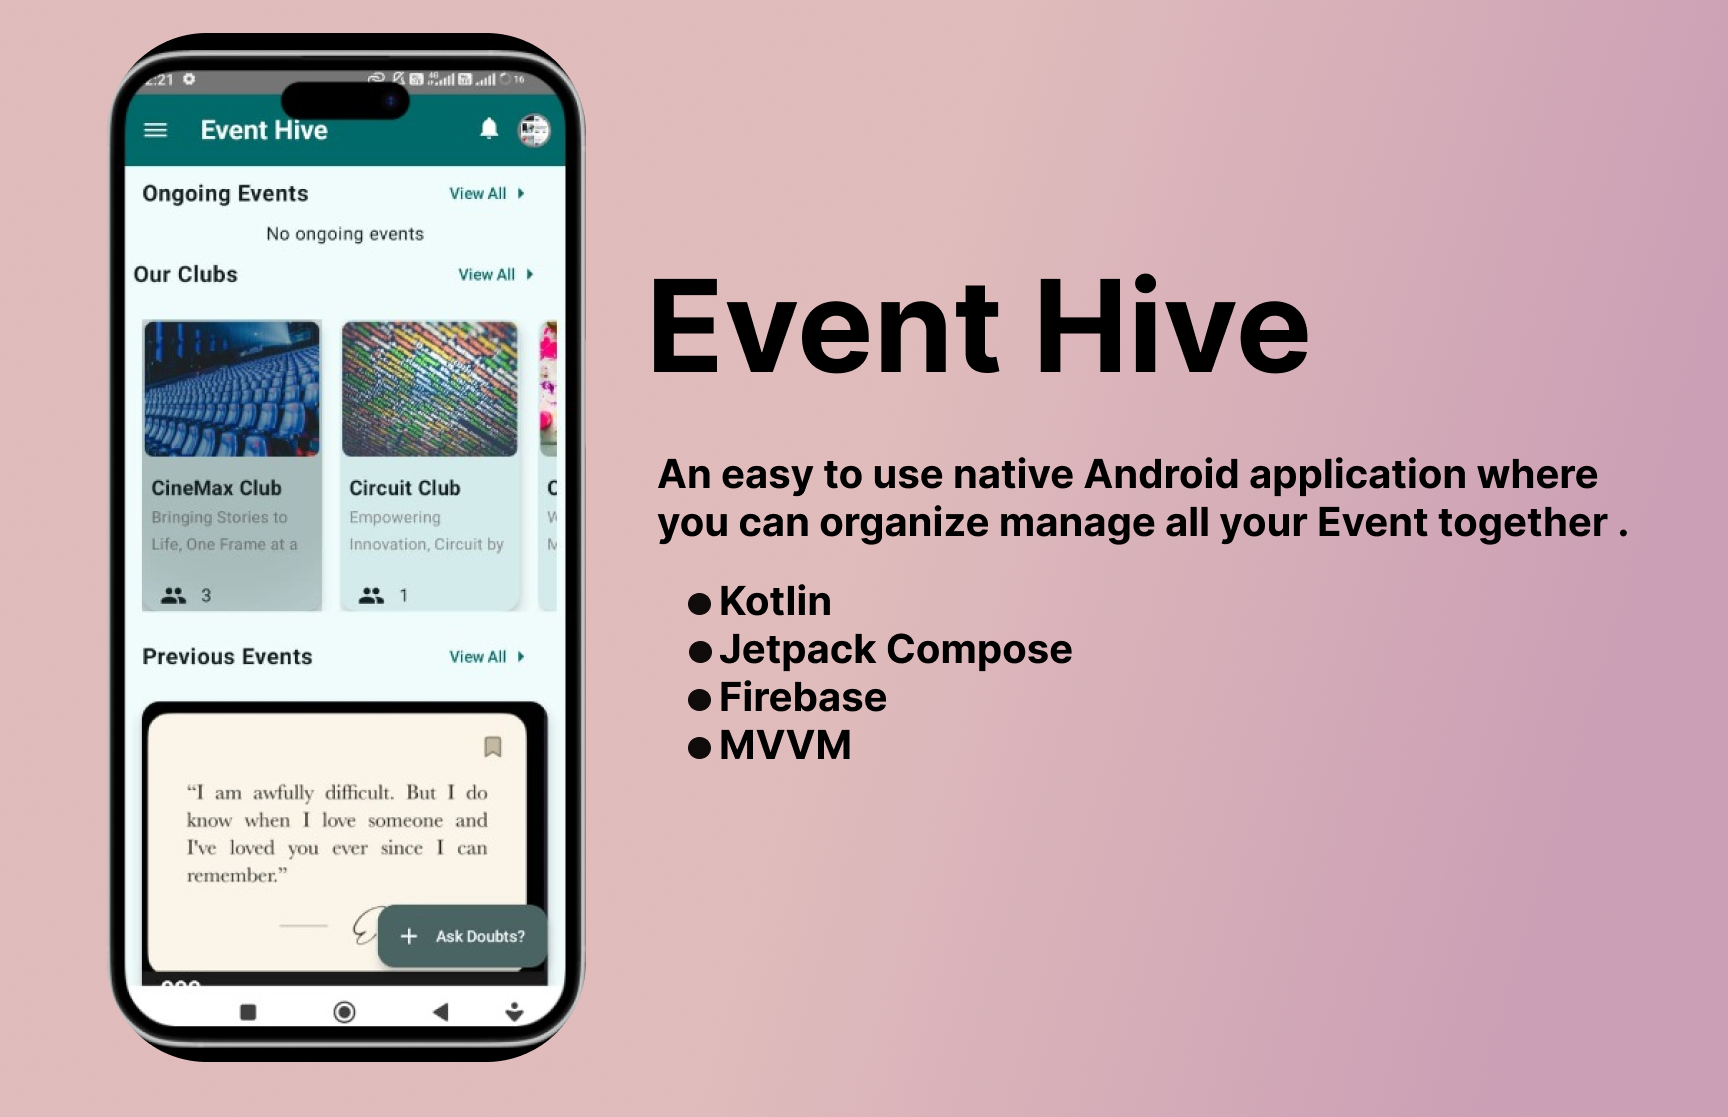 :21
16
Event Hive
Ongoing Events
View All
No ongoing events
Our Clubs
View All
CineMax Club
Bringing Stories to
Life, One Frame at a
3
Circuit Club
Empowering
Innovation, Circuit by
1
Previous Events
View All
“I am awfully difficult. But I do
know when I love someone and
I've loved you ever since I can
remember.”
Ask Doubts?
Event Hive
An easy to use native Android application where
you can organize manage all your Event together .
● Kotlin
● Jetpack Compose
● Firebase
● MVVM